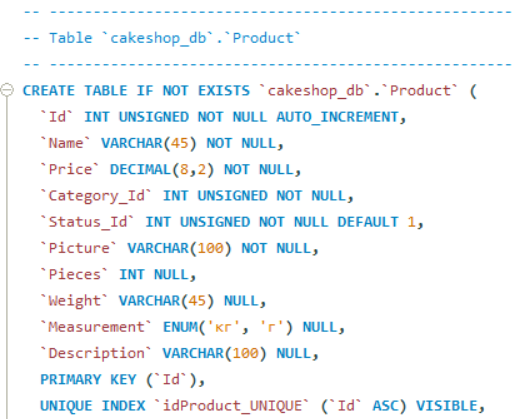 -- ----------------------------------------------------
-- Table `cakeshop_db`.`Product`
-- ----------------------------------------------------
CREATE TABLE IF NOT EXISTS `cakeshop_db`.`Product` (
`Id` INT UNSIGNED NOT NULL AUTO_INCREMENT,
`Name` VARCHAR(45) NOT NULL,
`Price` DECIMAL(8,2) NOT NULL,
`Category_Id` INT UNSIGNED NOT NULL,
`Status_Id` INT UNSIGNED NOT NULL DEFAULT 1,
`Picture` VARCHAR(100) NOT NULL,
`Pieces` INT NULL,
`Weight` VARCHAR(45) NULL,
`Measurement` ENUM('кг', 'г') NULL,
`Description` VARCHAR(100) NULL,
PRIMARY KEY (`Id`),
UNIQUE INDEX `idProduct_UNIQUE` (`Id` ASC) VISIBLE,